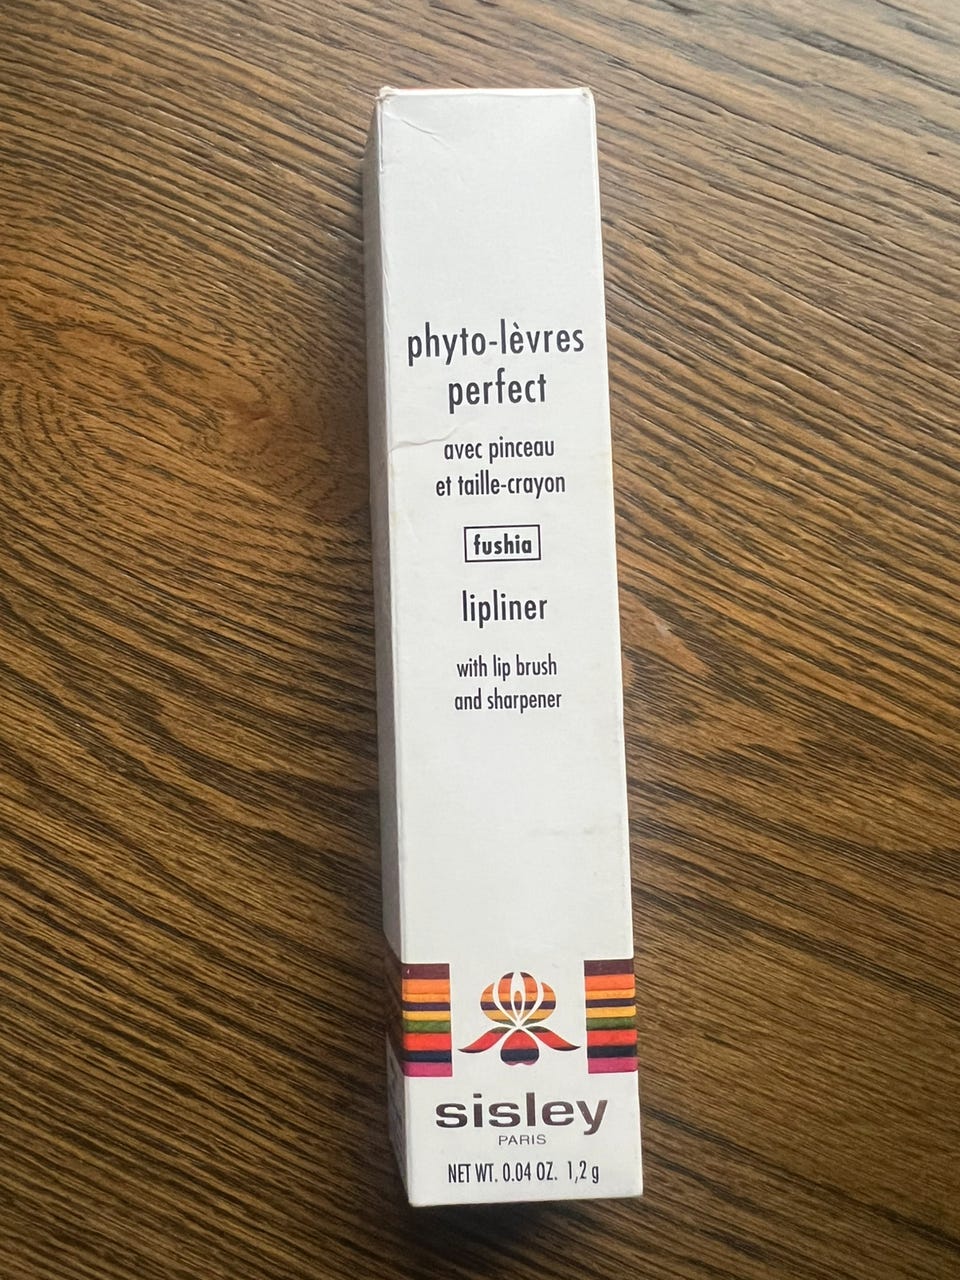 phyto-lèvres
perfect
avec pinceau
et taille-crayon
fushia
lipliner
with lip brush
and sharpener
sisley
PARIS
NET WT. 0.04 OZ. 1,2 g